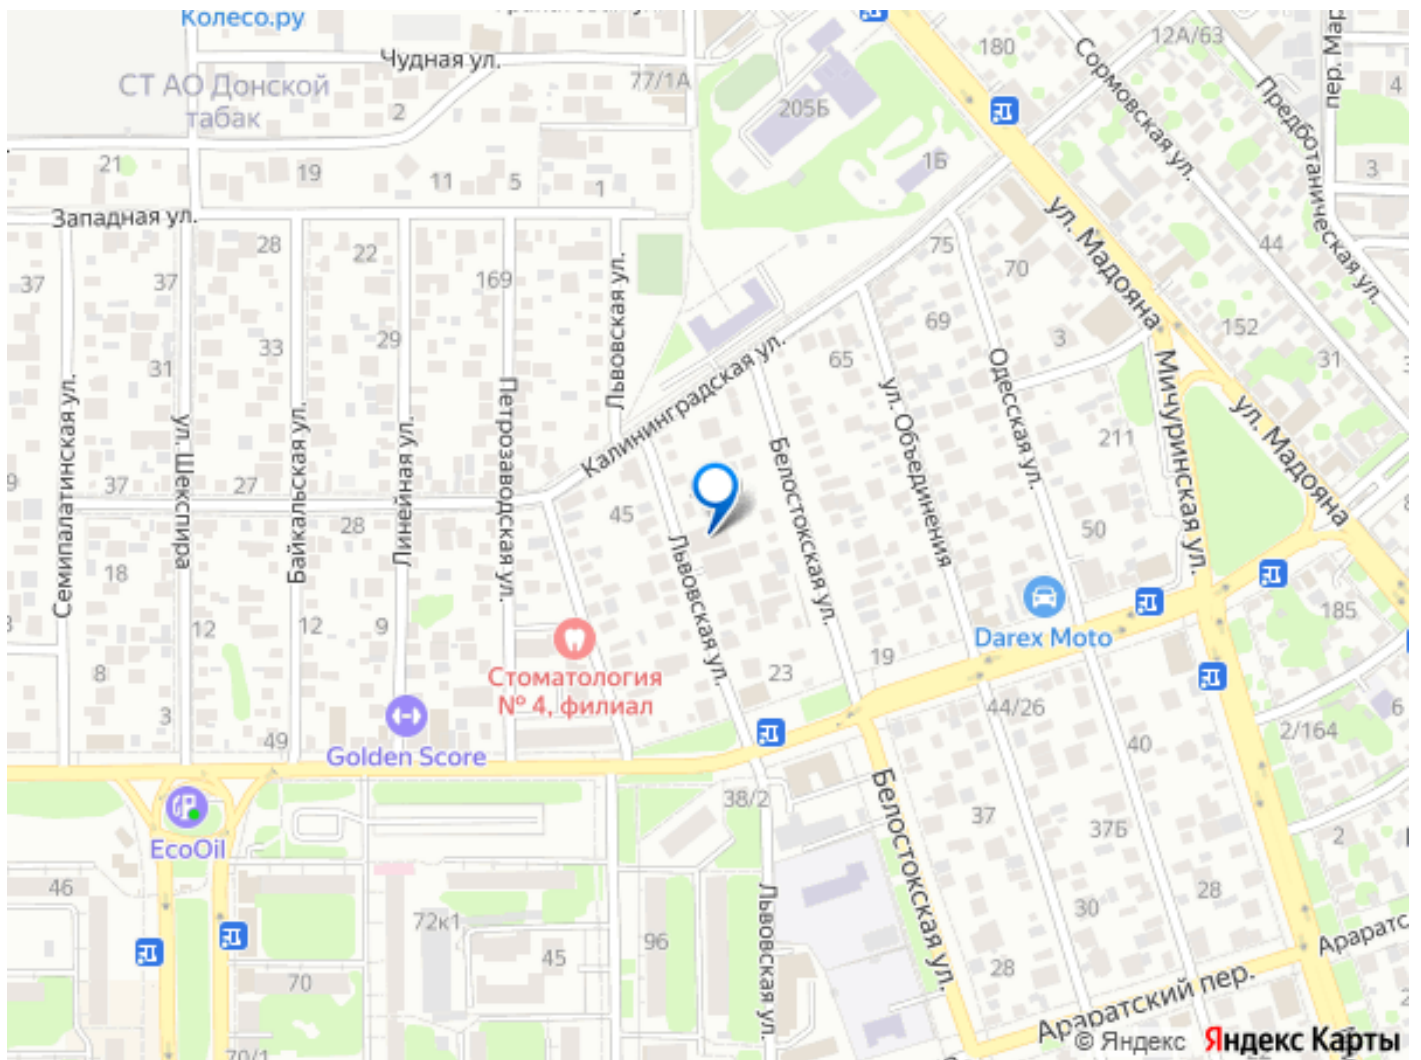 Колесо.ру
Чудная ул.
180
12А/63
СТ АО Донской
табак
77/1А
205Б
Сормовская ул.
Предботаническая ул.
4
2
21
19
11
5
1
1Б
3
Западная ул.
ул. Мадояна
28
22
37
37
169
Львовская ул.
75
70
44
69
3
152
33
29
31
65
31
Семипалатинская ул.
ул. Шекспира
Байкальская ул.
Линейная ул.
Петрозаводская ул.
Калининградская ул.
Белостокская ул.
ул. Объединения
Одесская ул.
Мичуринская ул.
ул. Мадояна
211
37
27
28
45
50
Львовская ул.
18
12
12
9
185
Darex Moto
Стоматология
№ 4, филиал
8
3
49
23
19
44/26
6
2/164
Golden Score
40
38/2
EcoOil
37
37Б
2
Белостокская ул.
46
72к1
96
45
70
Львовская ул.
30
28
28
Араратский пер.
70/1
© Яндекс Яндекс Карты